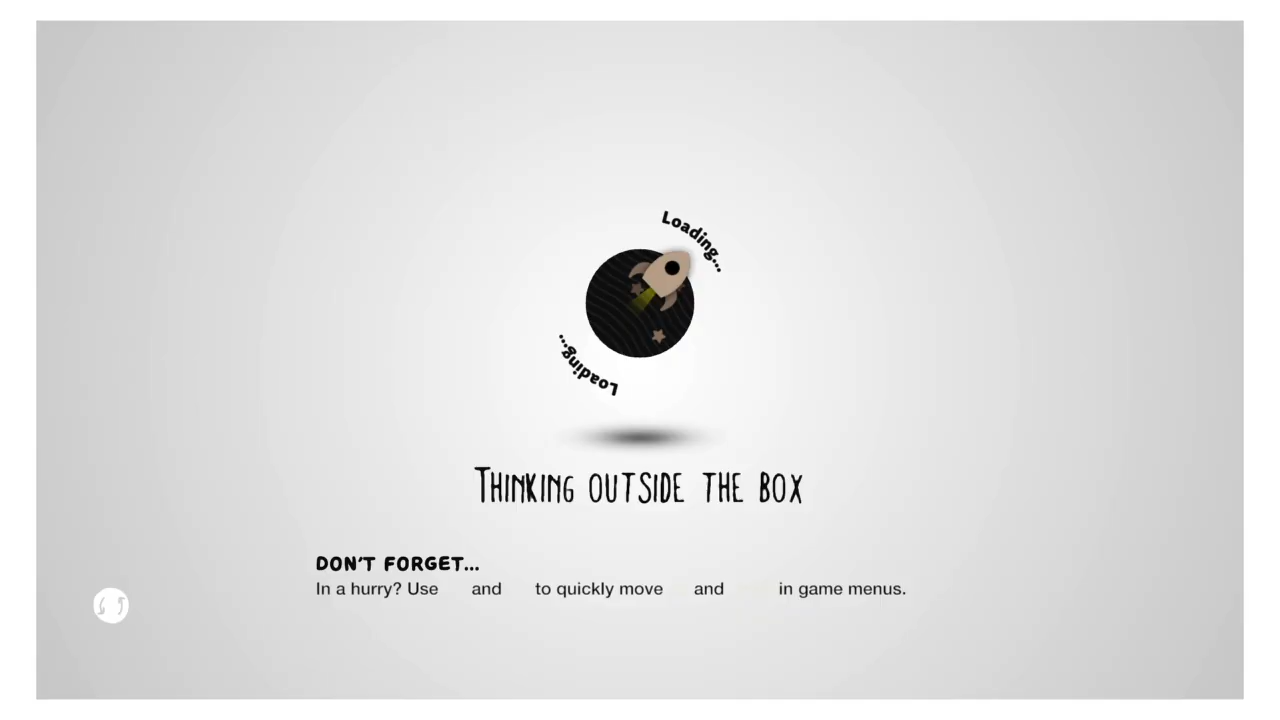 Loading...
Loading...
Thinking outside the box
DON'T FORGET...
In a hurry? Use and to quickly move and in game menus.